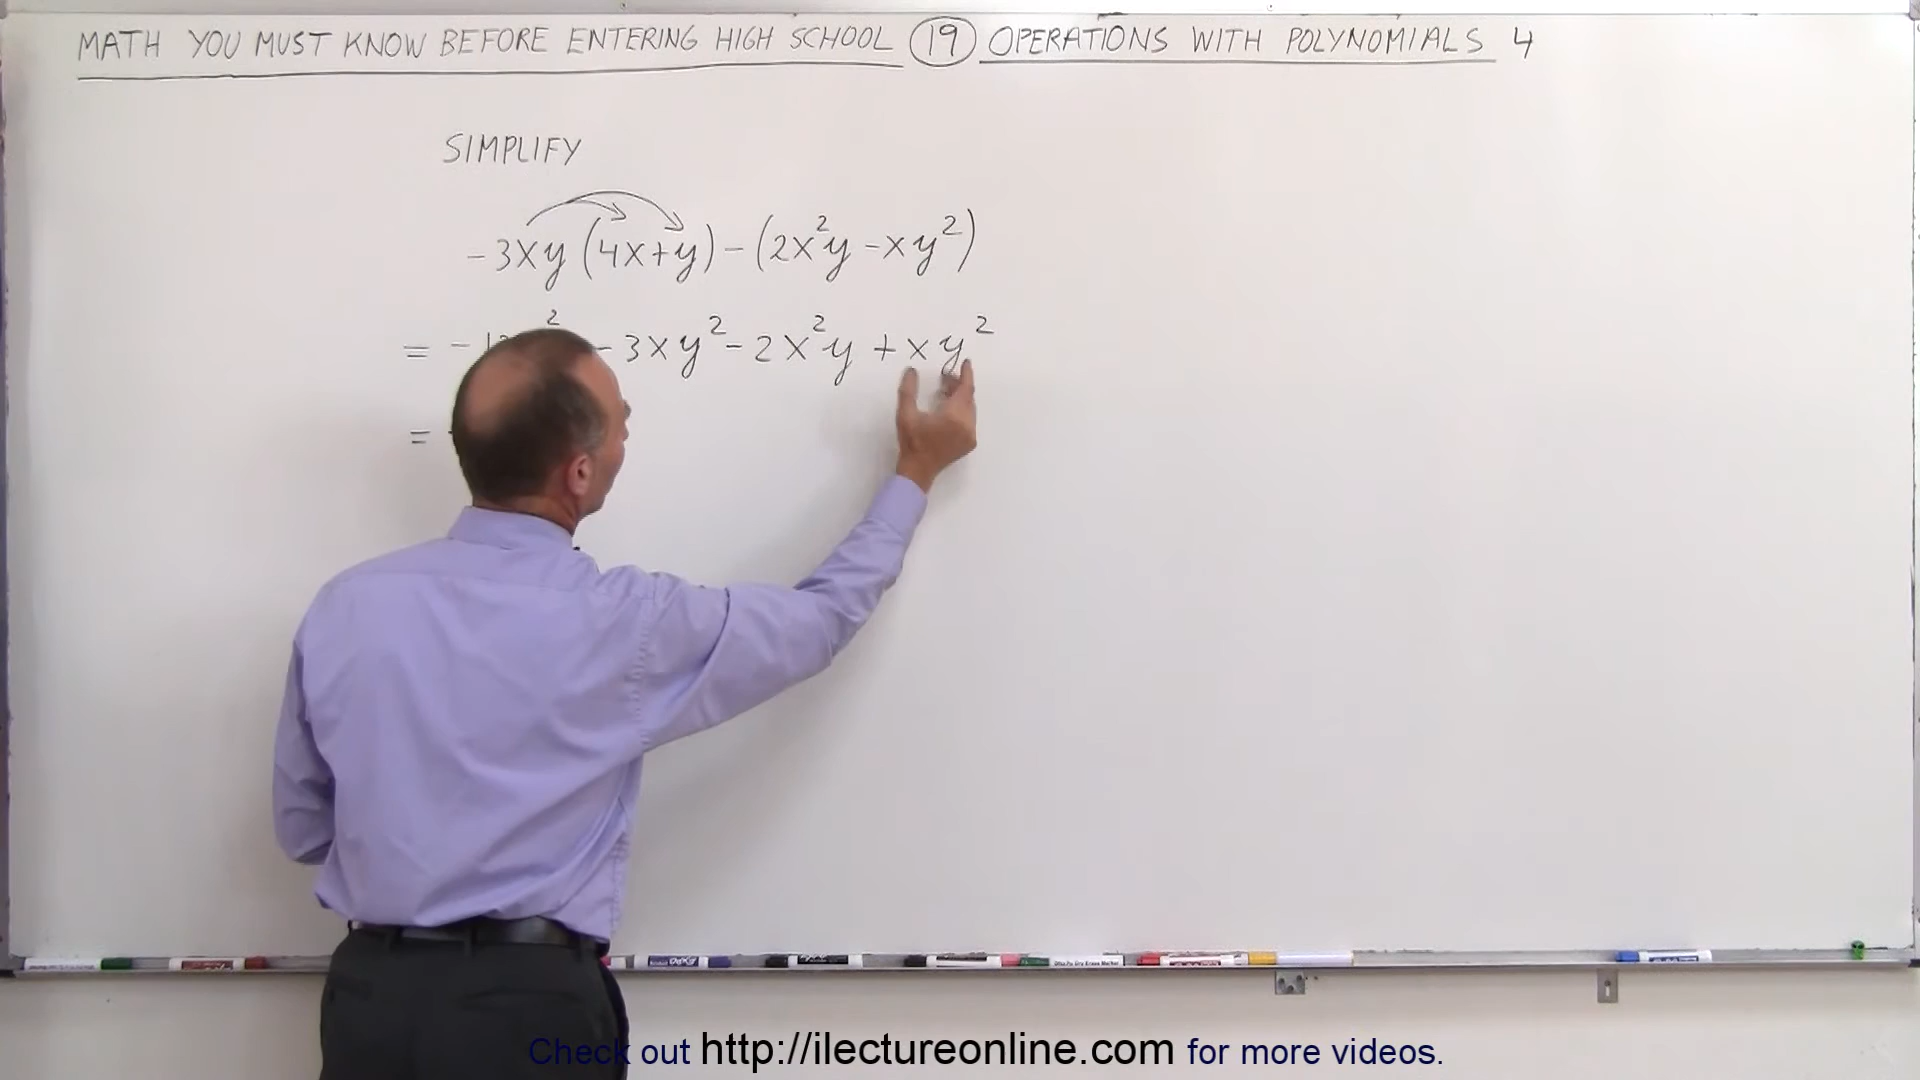 MATH YOU MUST KNOW BEFORE ENTERING HIGH SCHOOL 19 OPERATIONS WITH POLYNOMIALS 4
SIMPLIFY
-3xy(4x+y)-(2x²y-xy²)
= - ² -3xy²-2x²y+xy²
=
Check out http://ilectureonline.com for more videos.